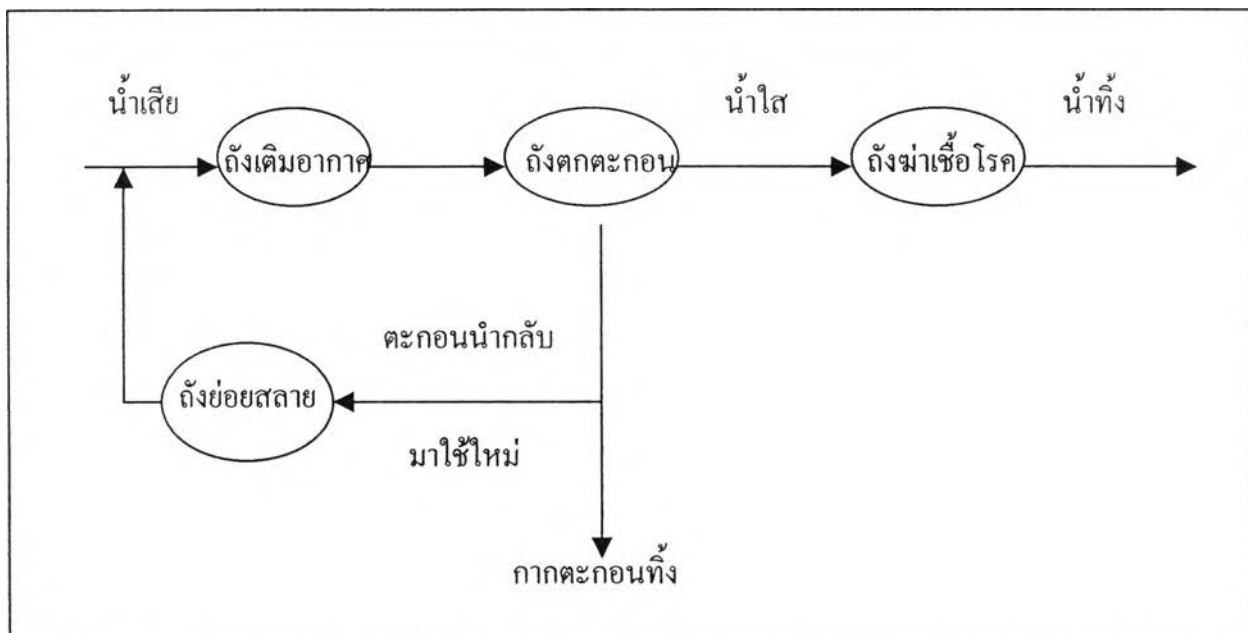 น้ำเสีย
น้ำใส
น้ำทิ้ง
ถังเติมอากาศ
ถังตกตะกอน
ถังฆ่าเชื้อโรค
ตะกอนนำกลับ
ถังย่อยสลาย
มาใช้ใหม่
กากตะกอนทิ้ง